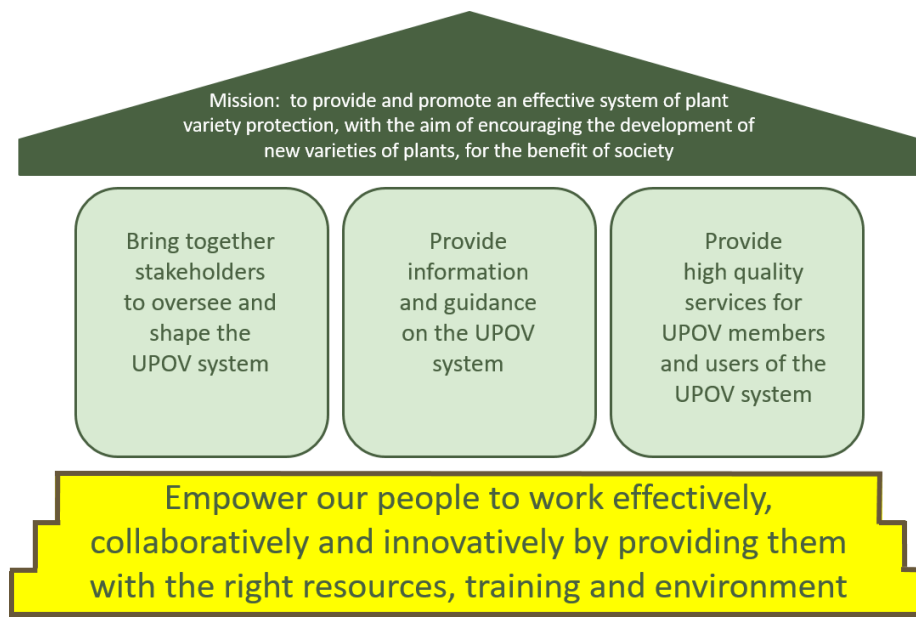 Mission:  to provide and promote an effective system of plant
variety protection, with the aim of encouraging the development of
new varieties of plants, for the benefit of society
Bring together
stakeholders
to oversee and
shape the
UPOV system
Provide
information
and guidance
on the UPOV
system
Provide
high quality
services for
UPOV members
and users of the
UPOV system
Empower our people to work effectively,
collaboratively and innovatively by providing them
with the right resources, training and environment